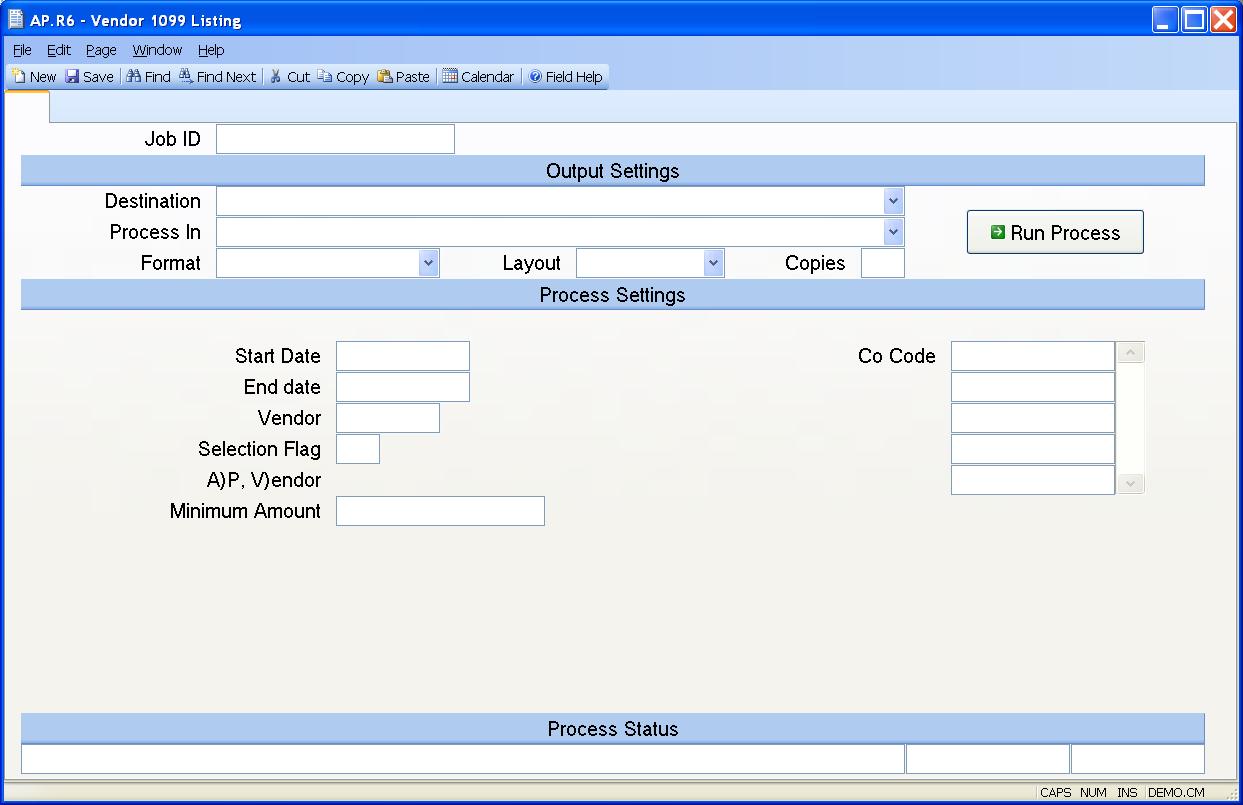 AP.R6 - Vendor 1099 Listing
File Edit Page Window Help
New Save Find Find Next Cut Copy Paste Calendar Field Help
Job ID
Output Settings
Destination
Process In
Run Process
Format Layout Copies
Process Settings
Start Date Co Code
End date
Vendor
Selection Flag
A)P, V)endor
Minimum Amount
Process Status
CAPS NUM INS DEMO.CM